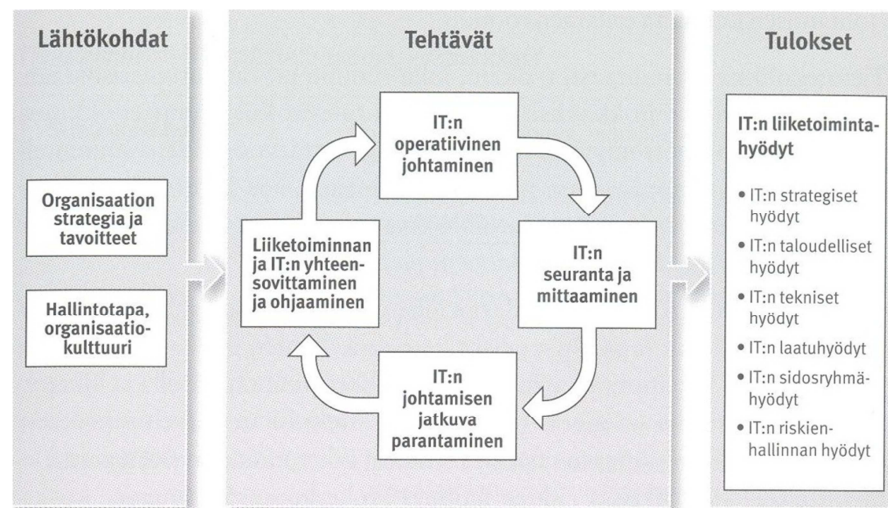 Lähtökohdat
Organisaation
strategia ja
tavoitteet
Hallintotapa,
organisaatio-
kulttuuri
Tehtävät
IT:n
operatiivinen
johtaminen
Liiketoiminnan
ja IT:n yhteen-
sovittaminen
ja ohjaaminen
IT:n
seuranta ja
mittaaminen
IT:n
johtamisen
jatkuva
parantaminen
Tulokset
IT:n liiketoiminta-
hyödyt
• IT:n strategiset
hyödyt
• IT:n taloudelliset
hyödyt
• IT:n tekniset
hyödyt
• IT:n laatuhyödyt
• IT:n sidosryhmä-
hyödyt
• IT:n riskien-
hallinnan hyödyt